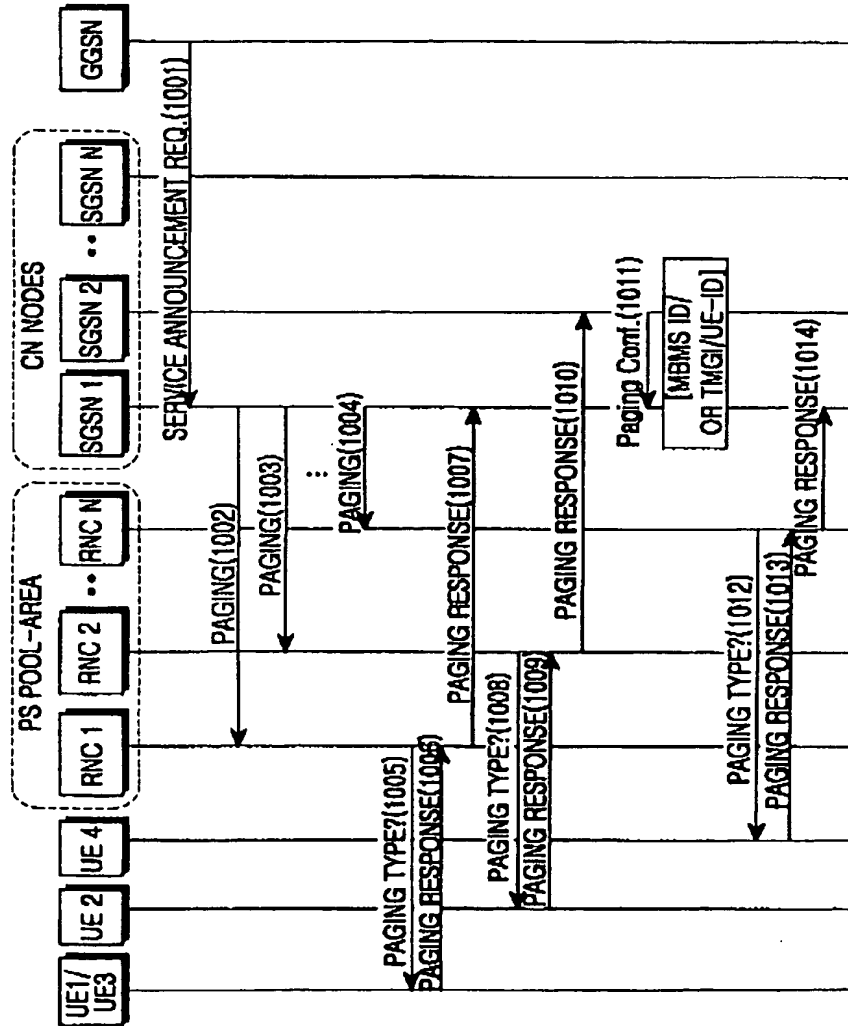 PS POOL-AREA
CN NODES
UE1/
UE3
UE 2
UE 4
RNC 1
RNC 2
••
RNC N
SGSN 1
SGSN 2
••
SGSN N
GGSN
SERVICE ANNOUNCEMENT REQ.(1001)
PAGING(1002)
PAGING(1003)
⋮
PAGING(1004)
PAGING TYPE?(1005)
PAGING RESPONSE(1006)
PAGING RESPONSE(1007)
PAGING TYPE?(1008)
PAGING RESPONSE(1009)
PAGING RESPONSE(1010)
Paging Conf.(1011)
[MBMS ID/
OR TMGI/UE-ID]
PAGING TYPE?(1012)
PAGING RESPONSE(1013)
PAGING RESPONSE(1014)